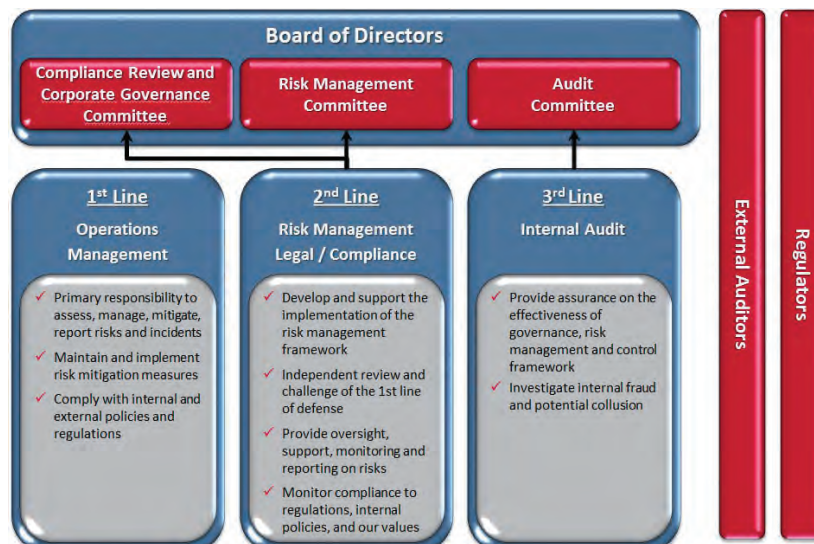 Board of Directors
Compliance Review and
Corporate Governance
Committee
Risk Management
Committee
Audit
Committee
1st Line
Operations
Management
✓ Primary responsibility to
assess, manage, mitigate,
report risks and incidents
✓ Maintain and implement
risk mitigation measures
✓ Comply with internal and
external policies and
regulations
2nd Line
Risk Management
Legal / Compliance
✓ Develop and support the
implementation of the
risk management
framework
✓ Independent review and
challenge of the 1st line
of defense
✓ Provide oversight,
support, monitoring and
reporting on risks
✓ Monitor compliance to
regulations, internal
policies, and our values
3rd Line
Internal Audit
✓ Provide assurance on the
effectiveness of
governance, risk
management and control
framework
✓ Investigate internal fraud
and potential collusion
External Auditors
Regulators